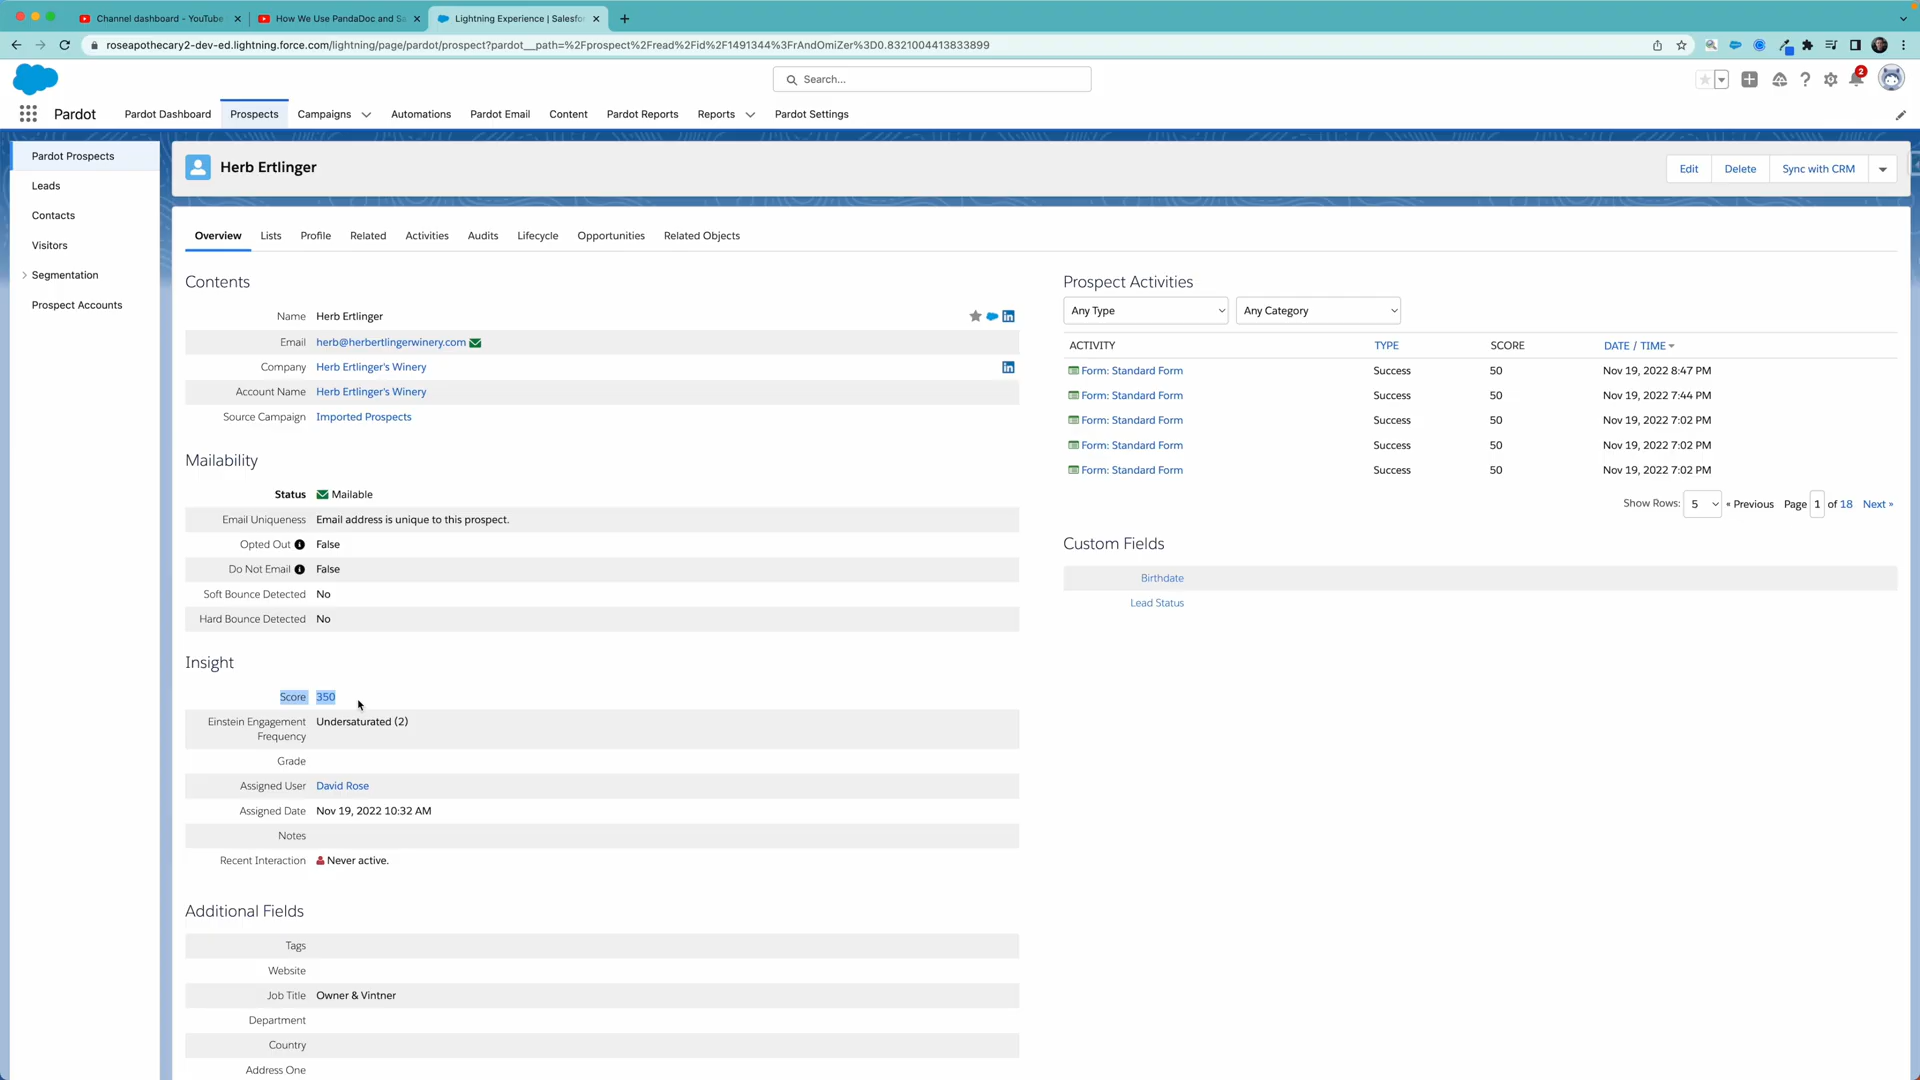 Channel dashboard - YouTube
How We Use PandaDoc and Sa
Lightning Experience | Salesfor
roseapothecary2-dev-ed.lightning.force.com/lightning/page/pardot/prospect?pardot__path=%2Fprospect%2Fread%2Fid%2F1491344%3FrAndOmiZer%3D0.8321004413833899
Search...
2
Pardot
Pardot Dashboard
Prospects
Campaigns
Automations
Pardot Email
Content
Pardot Reports
Reports
Pardot Settings
Pardot Prospects
Leads
Contacts
Visitors
Segmentation
Prospect Accounts
Herb Ertlinger
Edit
Delete
Sync with CRM
Overview
Lists
Profile
Related
Activities
Audits
Lifecycle
Opportunities
Related Objects
Contents
Name Herb Ertlinger
Email herb@herbertlingerwinery.com
Company Herb Ertlinger's Winery
Account Name Herb Ertlinger's Winery
Source Campaign Imported Prospects
Mailability
Status Mailable
Email Uniqueness Email address is unique to this prospect.
Opted Out False
Do Not Email False
Soft Bounce Detected No
Hard Bounce Detected No
Insight
Score 350
Einstein Engagement Undersaturated (2)
Frequency
Grade
Assigned User David Rose
Assigned Date Nov 19, 2022 10:32 AM
Notes
Recent Interaction Never active.
Additional Fields
Tags
Website
Job Title Owner & Vintner
Department
Country
Address One
Prospect Activities
Any Type
Any Category
ACTIVITY TYPE SCORE DATE / TIME
Form: Standard Form Success 50 Nov 19, 2022 8:47 PM
Form: Standard Form Success 50 Nov 19, 2022 7:44 PM
Form: Standard Form Success 50 Nov 19, 2022 7:02 PM
Form: Standard Form Success 50 Nov 19, 2022 7:02 PM
Form: Standard Form Success 50 Nov 19, 2022 7:02 PM
Show Rows: 5 « Previous Page 1 of 18 Next »
Custom Fields
Birthdate
Lead Status